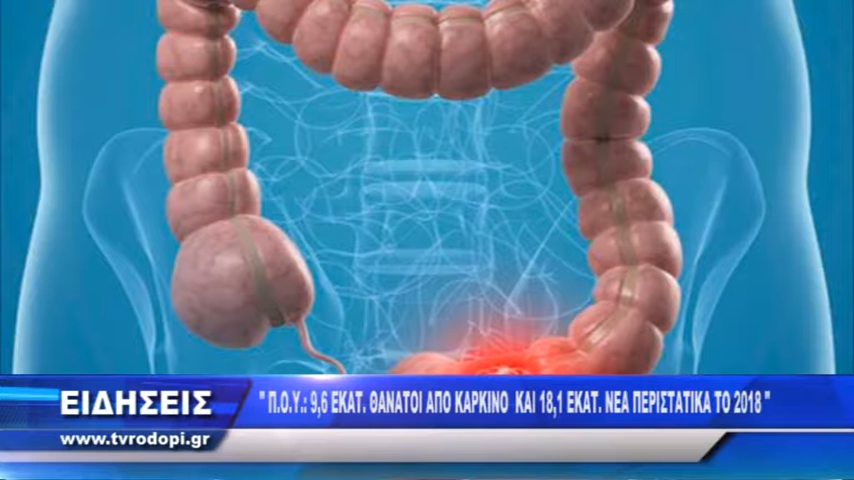 ΕΙΔΗΣΕΙΣ
" Π.Ο.Υ.: 9,6 ΕΚΑΤ. ΘΑΝΑΤΟΙ ΑΠΟ ΚΑΡΚΙΝΟ ΚΑΙ 18,1 ΕΚΑΤ. ΝΕΑ ΠΕΡΙΣΤΑΤΙΚΑ ΤΟ 2018 "
www.tvrodopi.gr